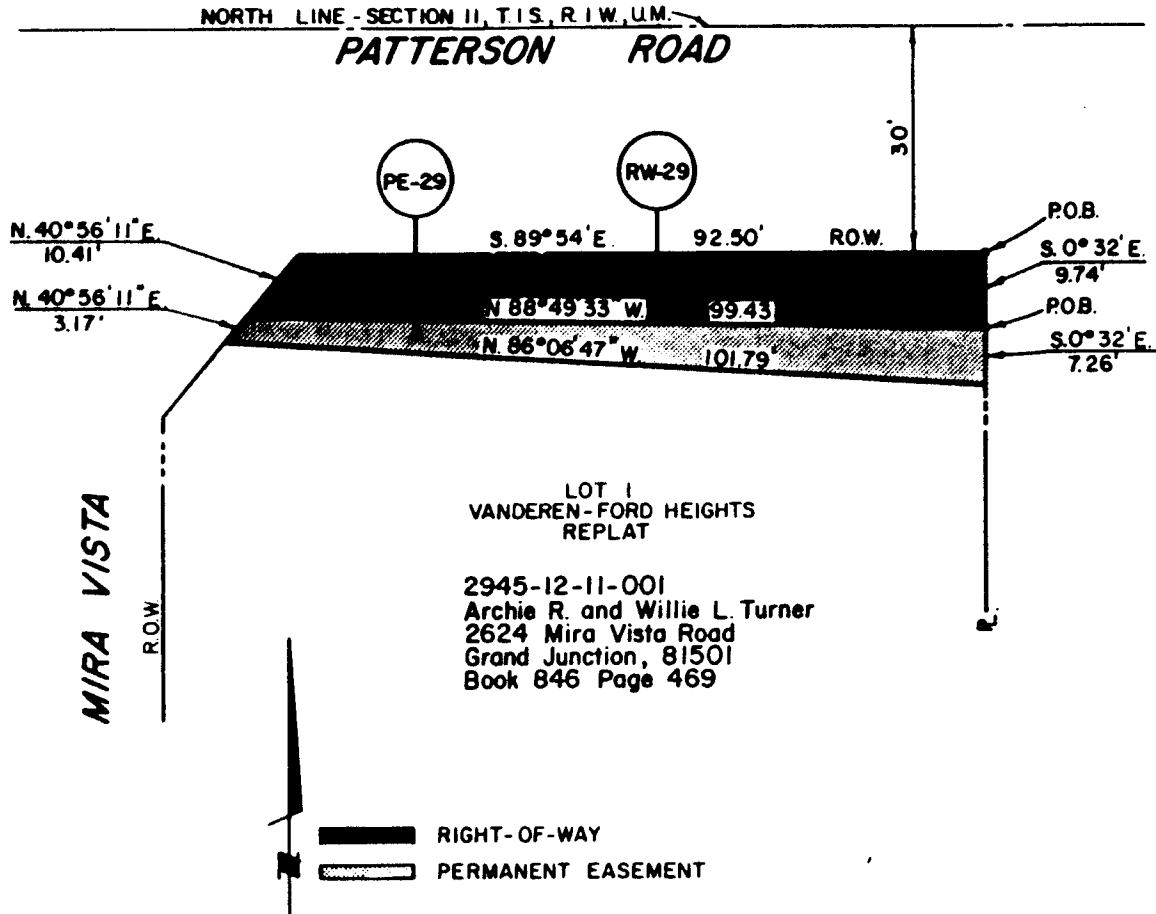 NORTH LINE - SECTION 11, T.1S., R.1W., U.M.
PATTERSON ROAD
30'
PE-29
RW-29
P.O.B.
N. 40°56'11" E.
10.41'
S. 89°54' E. 92.50' R.O.W.
S. 0°32' E.
9.74'
N. 40°56'11" E.
3.17'
N 88°49'33" W. 99.43
P.O.B.
N. 86°06'47" W. 101.79'
S. 0°32' E.
7.26'
LOT 1
VANDEREN-FORD HEIGHTS
REPLAT
MIRA VISTA
R.O.W.
2945-12-11-001
Archie R. and Willie L. Turner
2624 Mira Vista Road
Grand Junction, 81501
Book 846 Page 469
RIGHT-OF-WAY
PERMANENT EASEMENT